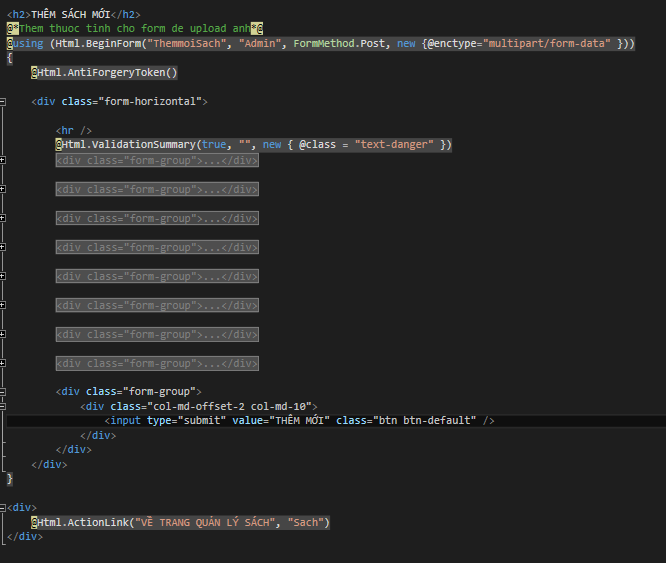 <h2>THÊM SÁCH MỚI</h2>
@*Them thuoc tinh cho form de upload anh*@
@using (Html.BeginForm("ThemmoiSach", "Admin", FormMethod.Post, new {@enctype="multipart/form-data" }))
{
@Html.AntiForgeryToken()
<div class="form-horizontal">
<hr />
@Html.ValidationSummary(true, "", new { @class = "text-danger" })
<div class="form-group">...</div>
<div class="form-group">...</div>
<div class="form-group">...</div>
<div class="form-group">...</div>
<div class="form-group">...</div>
<div class="form-group">...</div>
<div class="form-group">...</div>
<div class="form-group">...</div>
<div class="form-group">
<div class="col-md-offset-2 col-md-10">
<input type="submit" value="THÊM MỚI" class="btn btn-default" />
</div>
</div>
</div>
}
<div>
@Html.ActionLink("VỀ TRANG QUẢN LÝ SÁCH", "Sach")
</div>